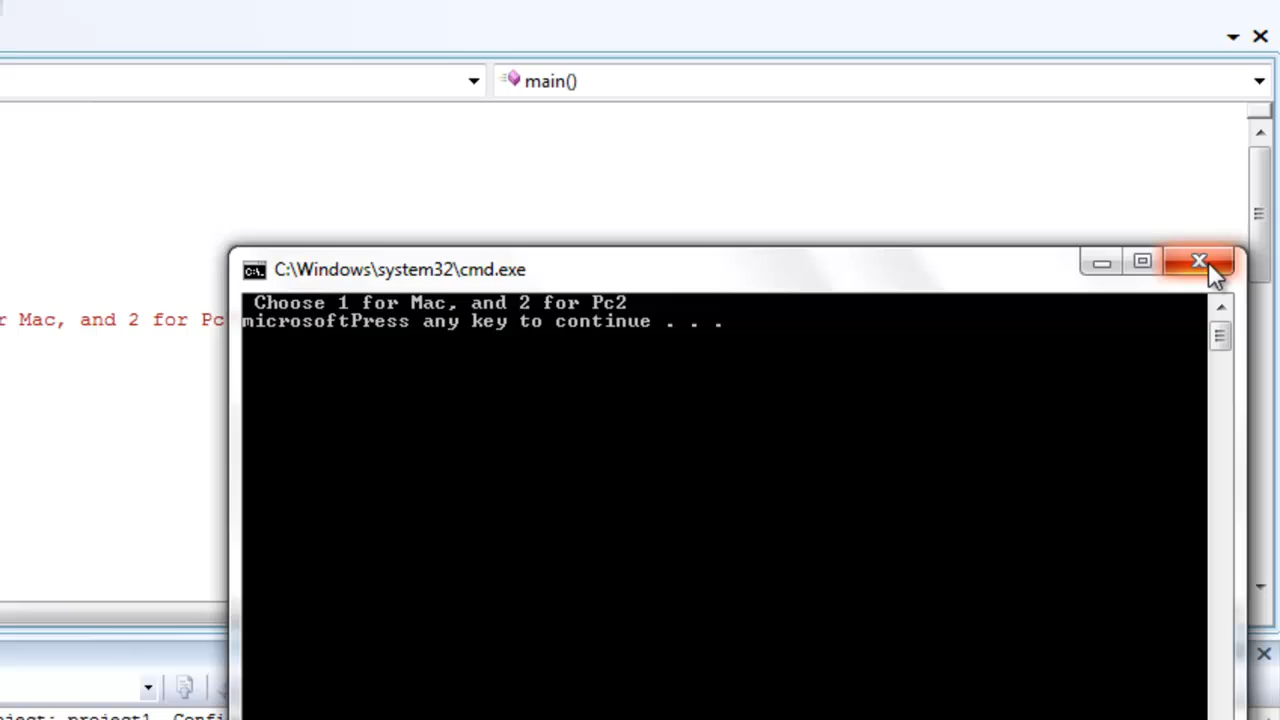 main()
C:\Windows\system32\cmd.exe
Choose 1 for Mac, and 2 for Pc2
r Mac, and 2 for Pc
microsoftPress any key to continue . . .
project1